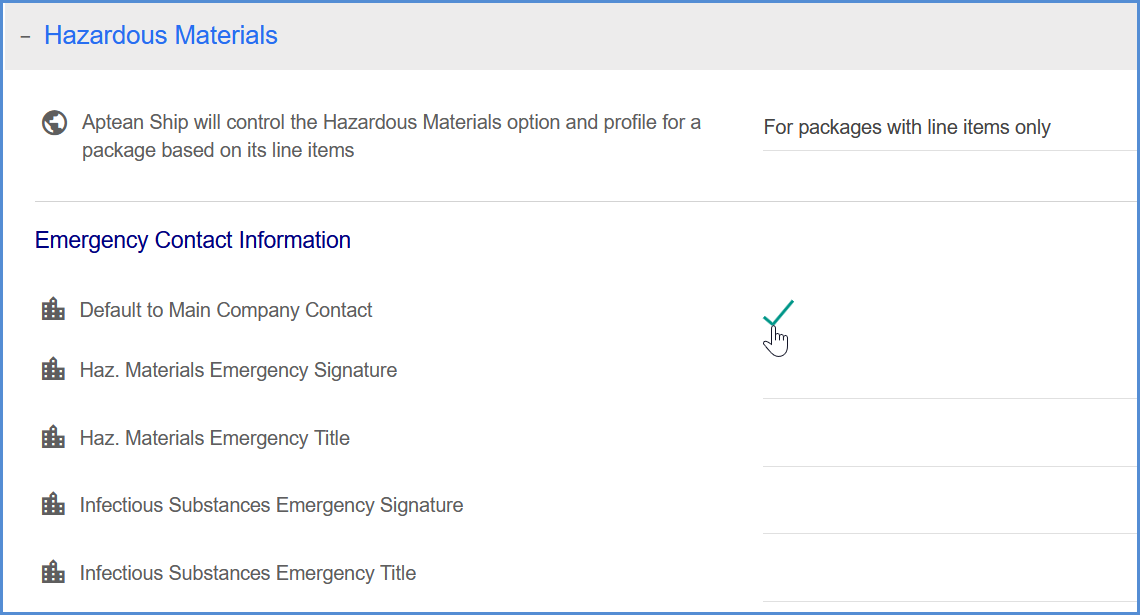 Hazardous Materials
Aptean Ship will control the Hazardous Materials option and profile for a
package based on its line items
For packages with line items only
Emergency Contact Information
Default to Main Company Contact
Haz. Materials Emergency Signature
Haz. Materials Emergency Title
Infectious Substances Emergency Signature
Infectious Substances Emergency Title